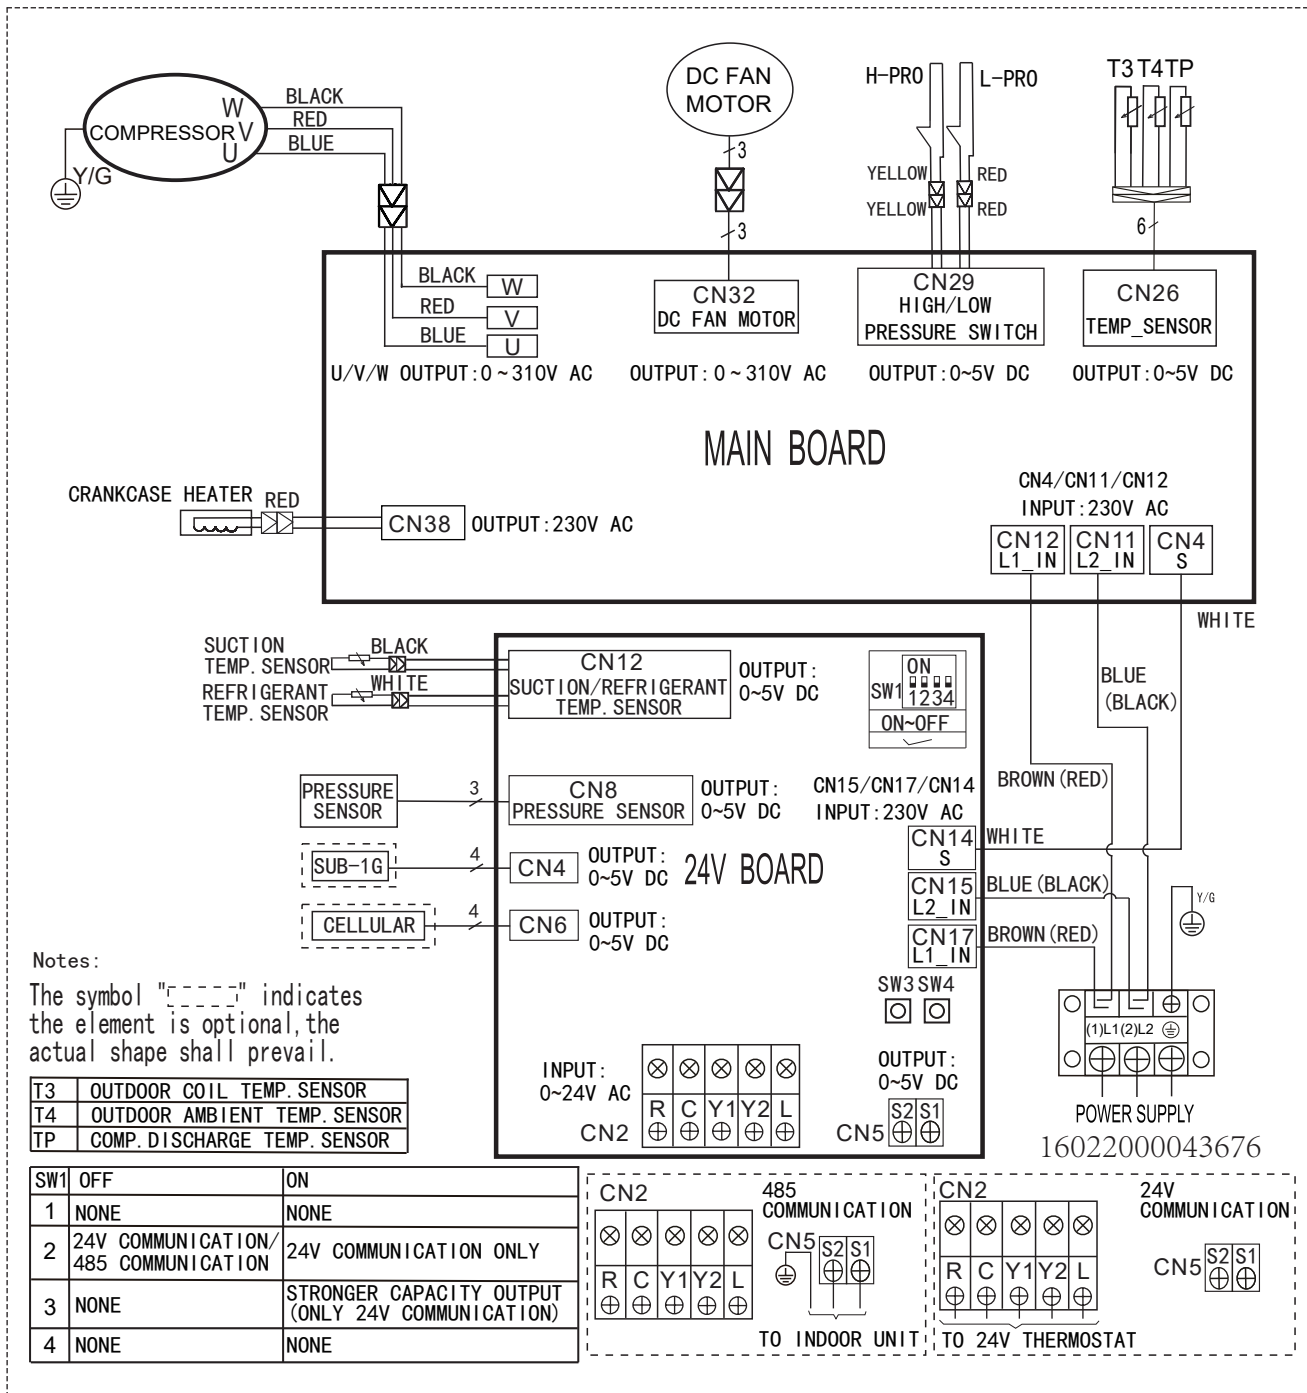 DC FAN
MOTOR
H-PRO
L-PRO
T3 T4 TP
COMPRESSOR
W
V
U
BLACK
RED
BLUE
Y/G
3
3
YELLOW
RED
YELLOW
RED
6
BLACK
W
RED
V
BLUE
U
U/V/W OUTPUT:0~310V AC
CN32
DC FAN MOTOR
OUTPUT:0~310V AC
CN29
HIGH/LOW
PRESSURE SWITCH
OUTPUT:0~5V DC
CN26
TEMP_SENSOR
OUTPUT:0~5V DC
MAIN BOARD
CRANKCASE HEATER
RED
CN38
OUTPUT:230V AC
CN4/CN11/CN12
INPUT:230V AC
CN12
L1_IN
CN11
L2_IN
CN4
S
WHITE
BLUE
(BLACK)
BROWN(RED)
SUCTION
TEMP.SENSOR
BLACK
REFRIGERANT
TEMP.SENSOR
WHITE
CN12
SUCTION/REFRIGERANT
TEMP.SENSOR
OUTPUT:
0~5V DC
SW1
ON
1234
ON~OFF
PRESSURE
SENSOR
3
CN8
PRESSURE SENSOR
OUTPUT:
0~5V DC
CN15/CN17/CN14
INPUT:230V AC
SUB-1G
4
CN4
OUTPUT:
0~5V DC
24V BOARD
CN14
S
WHITE
CN15
L2_IN
BLUE(BLACK)
CELLULAR
4
CN6
OUTPUT:
0~5V DC
CN17
L1_IN
BROWN(RED)
Y/G
SW3 SW4
(1)L1 (2)L2
POWER SUPPLY
16022000043676
INPUT:
0~24V AC
CN2
R C Y1 Y2 L
OUTPUT:
0~5V DC
CN5
S2 S1
Notes:
The symbol "" indicates
the element is optional,the
actual shape shall prevail.
T3 OUTDOOR COIL TEMP.SENSOR
T4 OUTDOOR AMBIENT TEMP.SENSOR
TP COMP.DISCHARGE TEMP.SENSOR
SW1 OFF ON
1 NONE NONE
2 24V COMMUNICATION/
485 COMMUNICATION
24V COMMUNICATION ONLY
3 NONE STRONGER CAPACITY OUTPUT
(ONLY 24V COMMUNICATION)
4 NONE NONE
CN2
485
COMMUNICATION
CN5
S2 S1
R C Y1 Y2 L
TO INDOOR UNIT
CN2
24V
COMMUNICATION
CN5
S2 S1
R C Y1 Y2 L
TO 24V THERMOSTAT